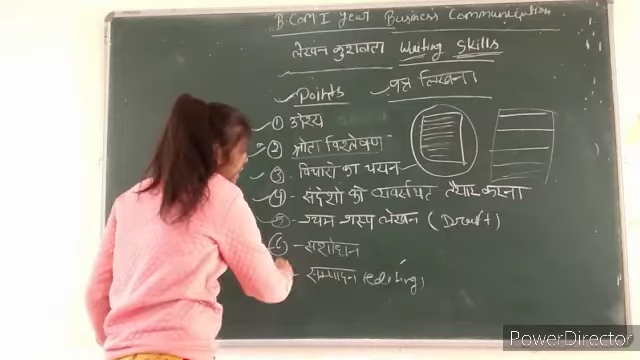 B.COM I year Business Communication
लेखन कुशलता Writing Skills
पत्र लिखना
Points
① उद्देश्य
② श्रोता विश्लेषण
③ विचारो का चयन
④ संदेशो को व्यवस्थित तैयार करना
⑤ प्रथम प्रारूप लेखन (Draft)
⑥ - संशोधन
- सम्पादन (editing)
PowerDirector